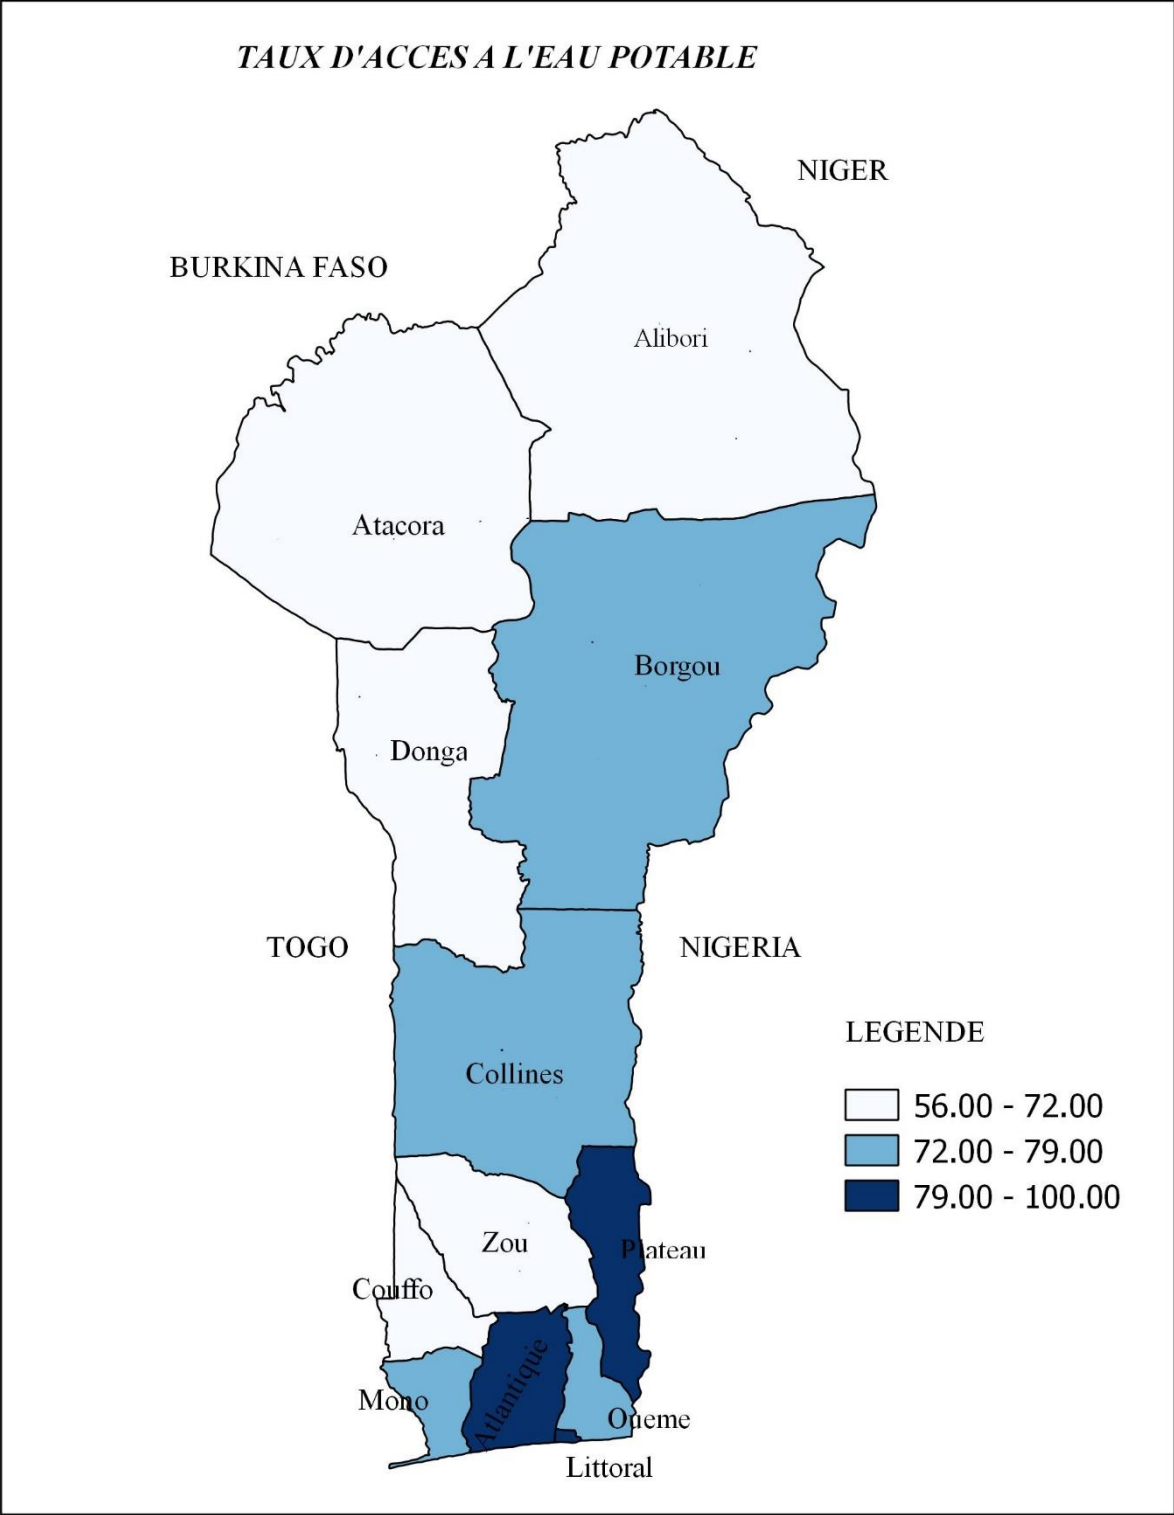 TAUX D'ACCES A L'EAU POTABLE
NIGER
BURKINA FASO
Alibori
Atacora
Borgou
Donga
TOGO
NIGERIA
LEGENDE
Collines
56.00 - 72.00
72.00 - 79.00
79.00 - 100.00
Zou
Plateau
Couffo
Atlantique
Mono
Oueme
Littoral